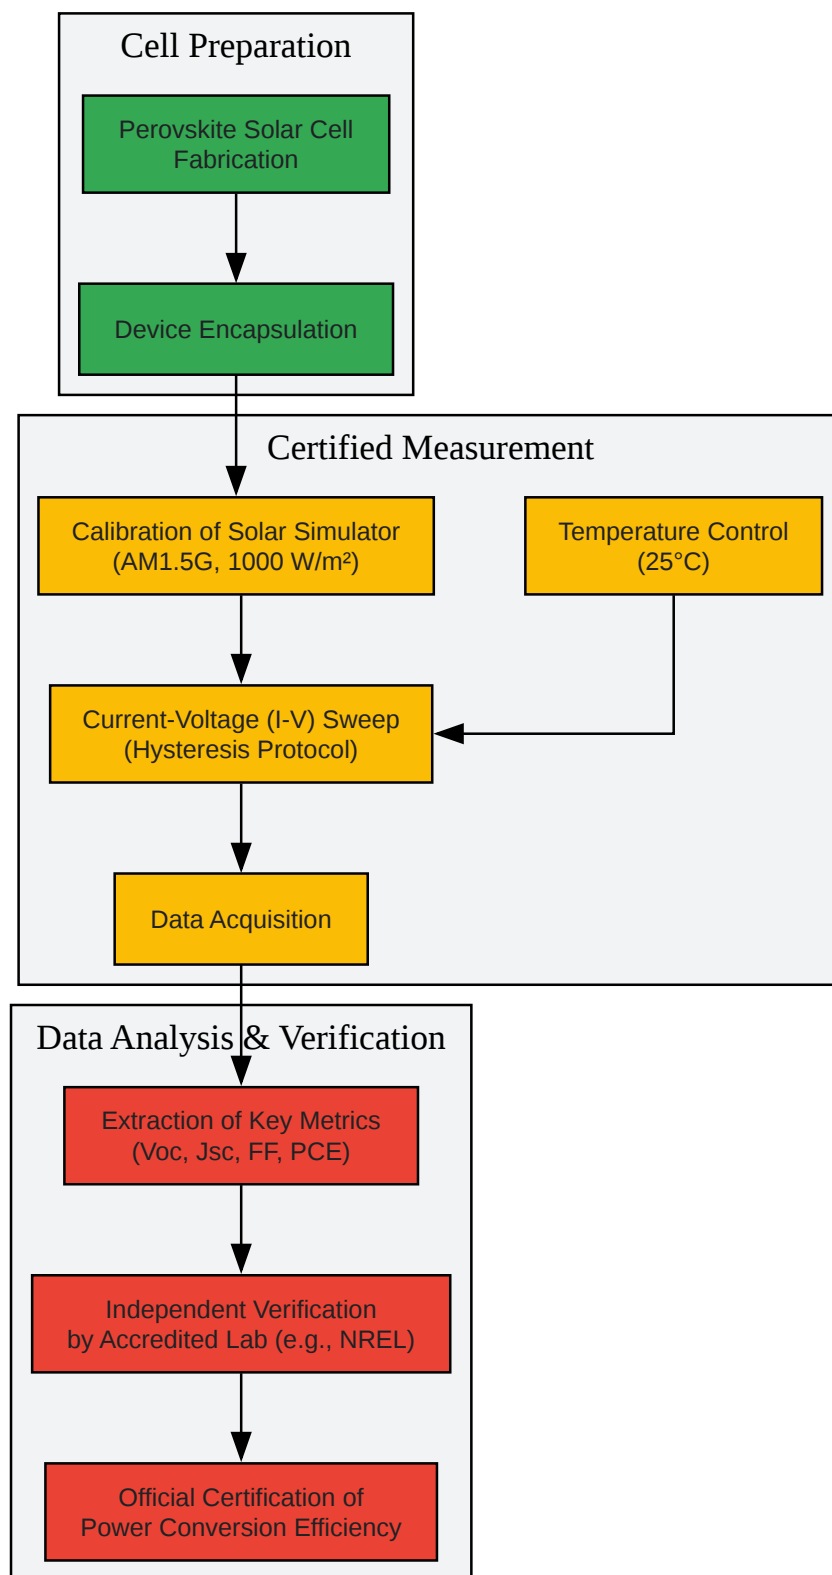 Cell Preparation
Perovskite Solar Cell
Fabrication
Device Encapsulation
Certified Measurement
Calibration of Solar Simulator
(AM1.5G, 1000 W/m²)
Temperature Control
(25°C)
Current-Voltage (I-V) Sweep
(Hysteresis Protocol)
Data Acquisition
Data Analysis & Verification
Extraction of Key Metrics
(Voc, Jsc, FF, PCE)
Independent Verification
by Accredited Lab (e.g., NREL)
Official Certification of
Power Conversion Efficiency